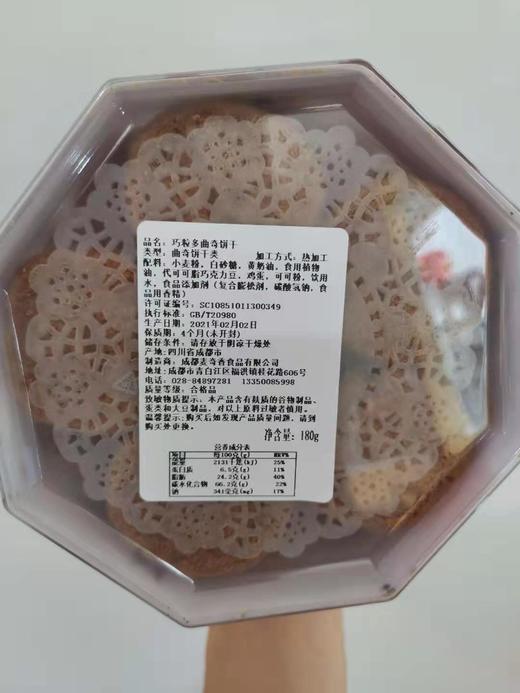 品名: 巧粒多曲奇饼干
类型: 曲奇饼干类 加工方式: 热加工
配料: 小麦粉, 白砂糖, 黄奶油, 食用植物
油, 代可可脂巧克力豆, 鸡蛋, 可可粉, 饮用
水, 食品添加剂 (复合膨松剂, 碳酸氢钠, 食
品用香精)
许可证编号: SC10851011300349
执行标准: GB/T20980
生产日期: 2021年02月02日
保质期: 4个月(未开封)
储存条件: 请存放于阴凉干燥处
产地: 四川省成都市
制造商: 成都麦奇香食品有限公司
地址: 成都市青白江区福洪镇桂花路606号
电话: 028-84897281 13350085998
质量等级: 合格品
致敏物质提示: 本产品含有麸质的谷物制品、
蛋类和大豆制品, 对以上原料过敏者慎用。
温馨提示: 购买后如发现产品质量问题, 请到
购买处更换。
净含量: 180g
营养成分表
项目 每100克(g) NRV%
能量 2131千焦(kJ) 25%
蛋白质 6.5克(g) 11%
脂肪 24.2克(g) 40%
碳水化合物 66.2克(g) 22%
钠 341毫克(mg) 17%